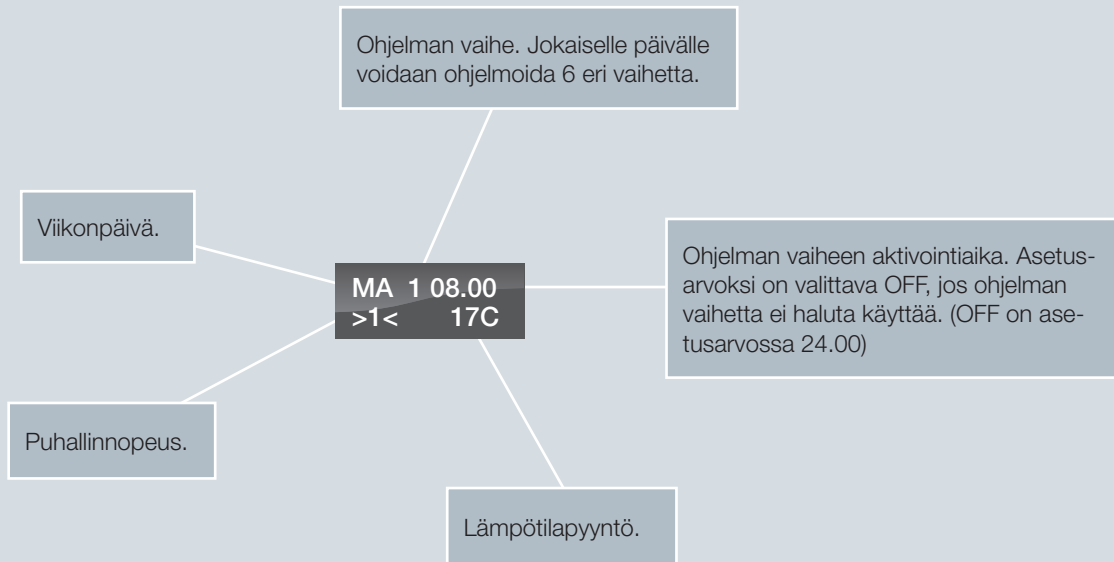 Ohjelman vaihe. Jokaiselle päivälle
voidaan ohjelmoida 6 eri vaihetta.
Viikonpäivä.
MA 1 08.00
>1< 17C
Ohjelman vaiheen aktivointiaika. Asetus-
arvoksi on valittava OFF, jos ohjelman
vaihetta ei haluta käyttää. (OFF on ase-
tusarvossa 24.00)
Puhallinnopeus.
Lämpötilapyyntö.